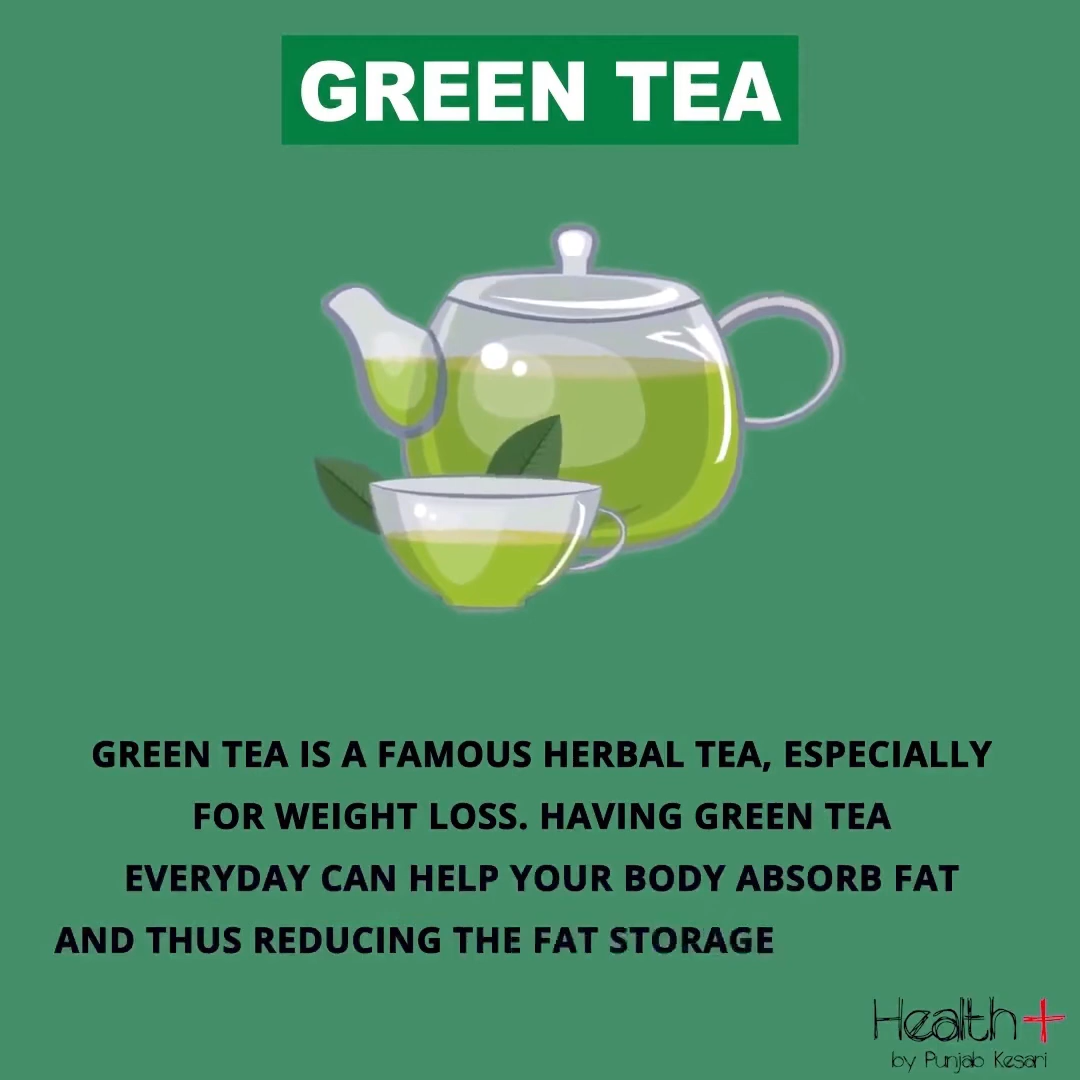 GREEN TEA
GREEN TEA IS A FAMOUS HERBAL TEA, ESPECIALLY
FOR WEIGHT LOSS. HAVING GREEN TEA
EVERYDAY CAN HELP YOUR BODY ABSORB FAT
AND THUS REDUCING THE FAT STORAGE
Health+
by Punjab Kesari